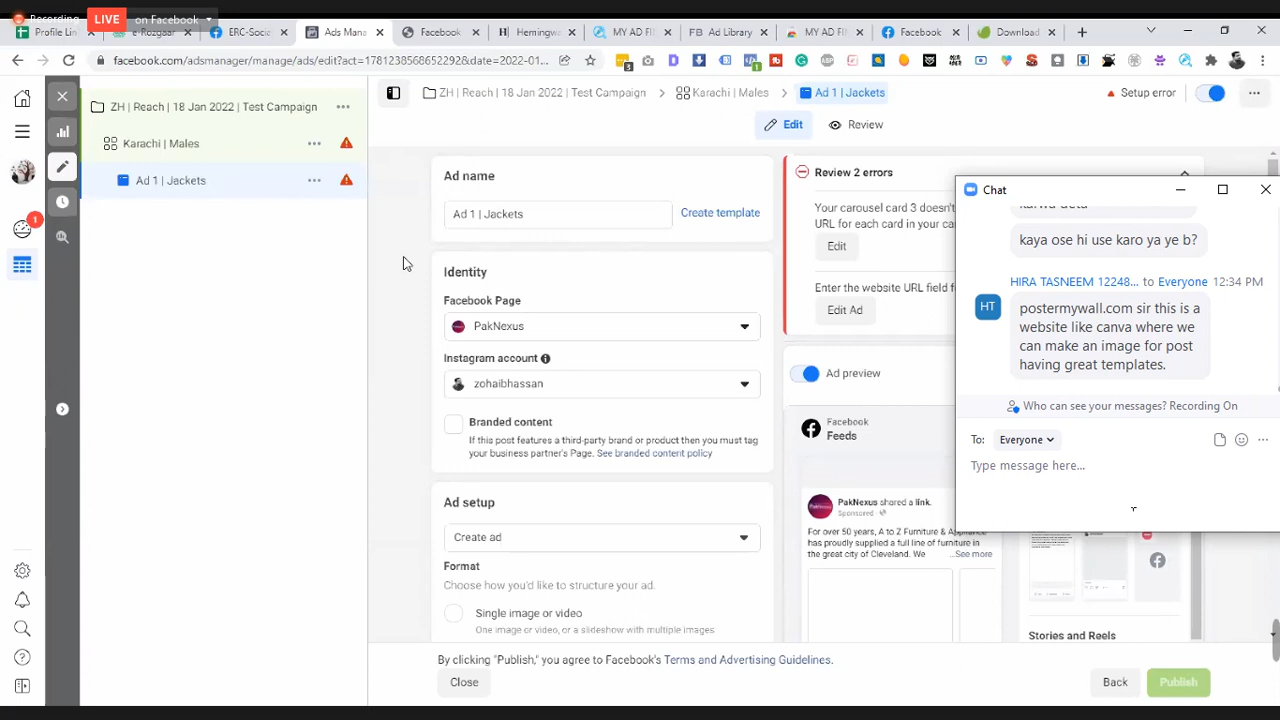 Recording
LIVE
on Facebook
Profile Lin
e-Rozgaar
ERC-Social
Ads Mana
Facebook
Hemingw
MY AD FI
Ad Library
MY AD FI
Facebook
Download
facebook.com/adsmanager/manage/ads/edit?act=1781238568652292&date=2022-01...
ZH | Reach | 18 Jan 2022 | Test Campaign
Karachi | Males
Ad 1 | Jackets
1
ZH | Reach | 18 Jan 2022 | Test Campaign
Karachi | Males
Ad 1 | Jackets
Setup error
Edit
Review
Ad name
Ad 1 | Jackets
Create template
Identity
Facebook Page
PakNexus
Instagram account
zohaibhassan
Branded content
If this post features a third-party brand or product then you must tag
your business partner's Page. See branded content policy
Ad setup
Create ad
Format
Choose how you'd like to structure your ad.
Single image or video
One image or video, or a slideshow with multiple images
Review 2 errors
Your carousel card 3 doesn't
URL for each card in your ca
Edit
Enter the website URL field f
Edit Ad
Ad preview
Facebook
Feeds
PakNexus shared a link.
Sponsored
For over 50 years, A to Z Furniture & Appliance
has proudly supplied a full line of furniture in
the great city of Cleveland. We ...See more
Stories and Reels
By clicking "Publish," you agree to Facebook's Terms and Advertising Guidelines.
Close
Back
Publish
Chat
kaya ose hi use karo ya ye b?
HIRA TASNEEM 12248... to Everyone 12:34 PM
HT
postermywall.com sir this is a
website like canva where we
can make an image for post
having great templates.
Who can see your messages? Recording On
To: Everyone
Type message here...